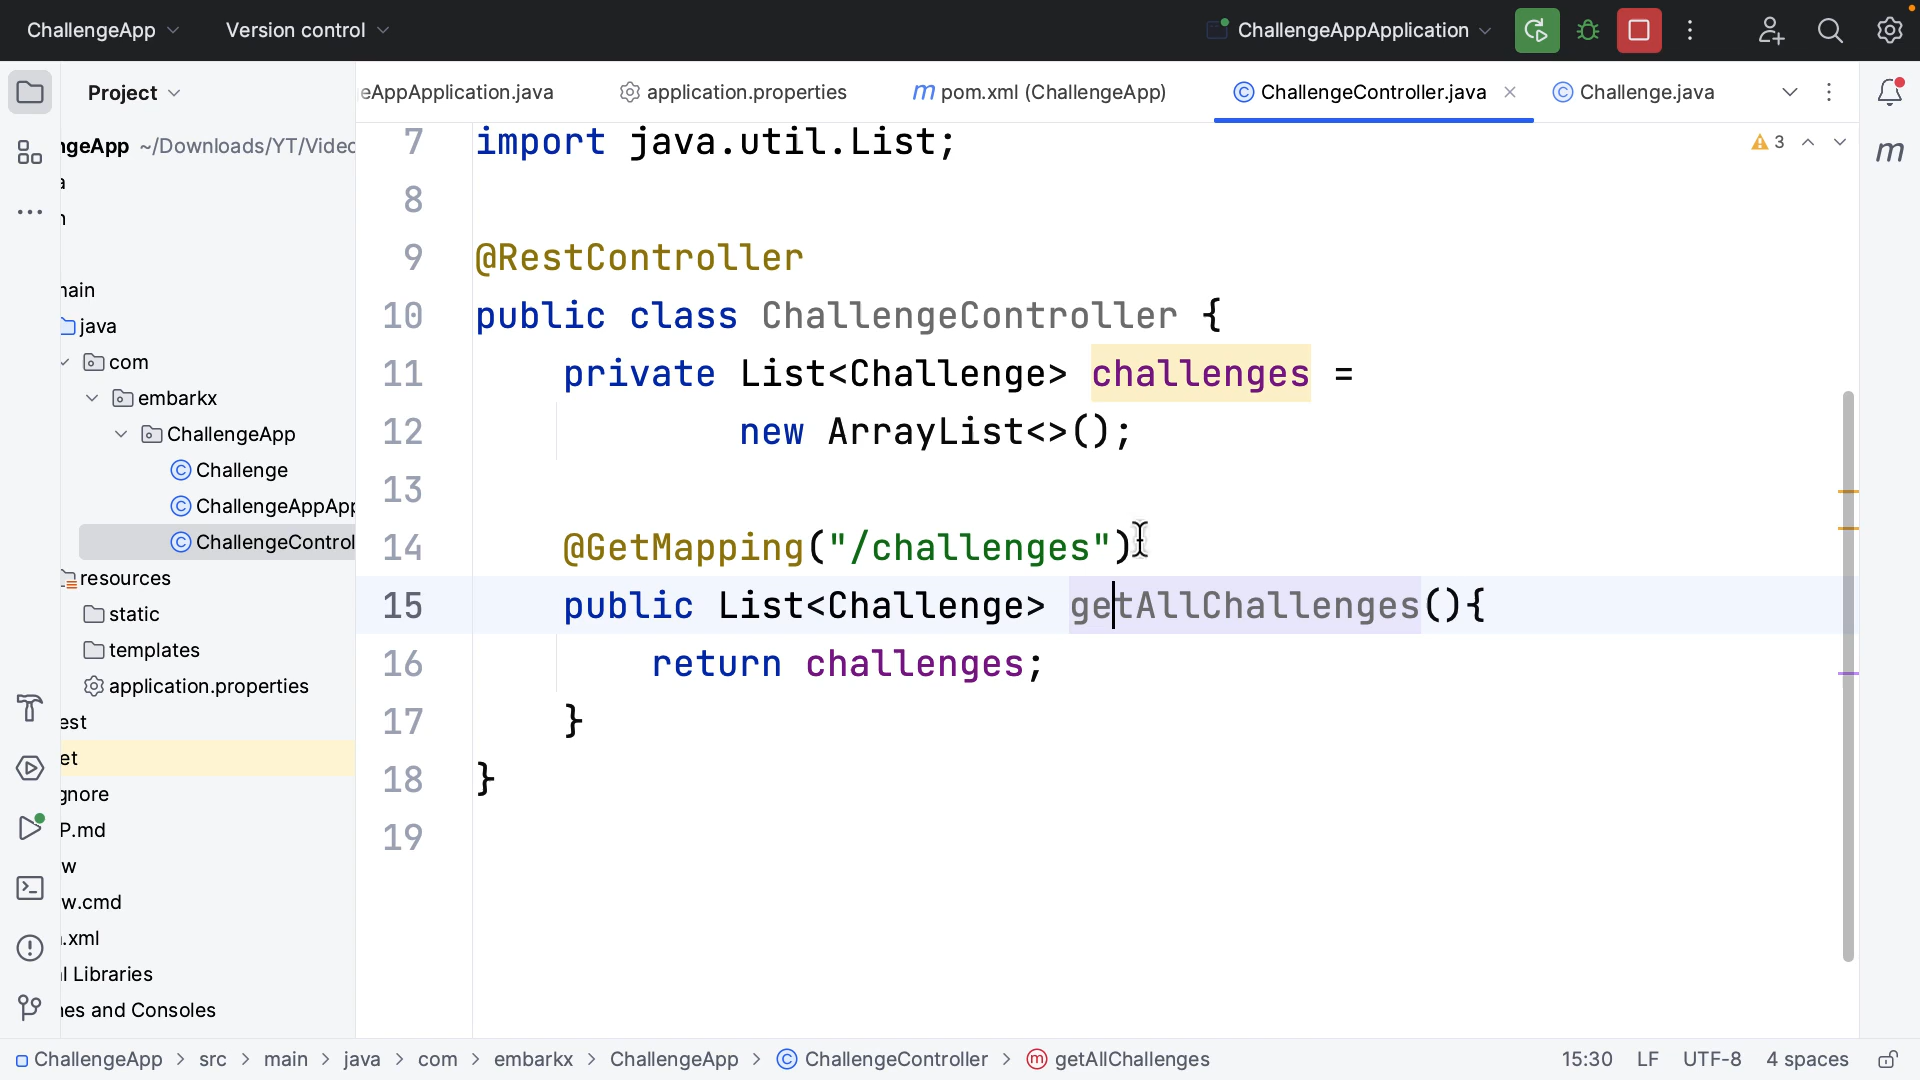 ChallengeApp
Version control
ChallengeAppApplication
Project
eAppApplication.java
application.properties
m pom.xml (ChallengeApp)
ChallengeController.java
Challenge.java
ngeApp ~/Downloads/YT/Videc
a
n
main
java
com
embarkx
ChallengeApp
Challenge
ChallengeAppApp
ChallengeControl
resources
static
templates
application.properties
est
et
gnore
P.md
w
w.cmd
.xml
l Libraries
nes and Consoles
3
m
7 import java.util.List;
8
9 @RestController
10 public class ChallengeController {
11 private List<Challenge> challenges =
12 new ArrayList<>();
13
14 @GetMapping("/challenges")
15 public List<Challenge> getAllChallenges(){
16 return challenges;
17 }
18 }
19
ChallengeApp > src > main > java > com > embarkx > ChallengeApp > ChallengeController > getAllChallenges
15:30 LF UTF-8 4 spaces